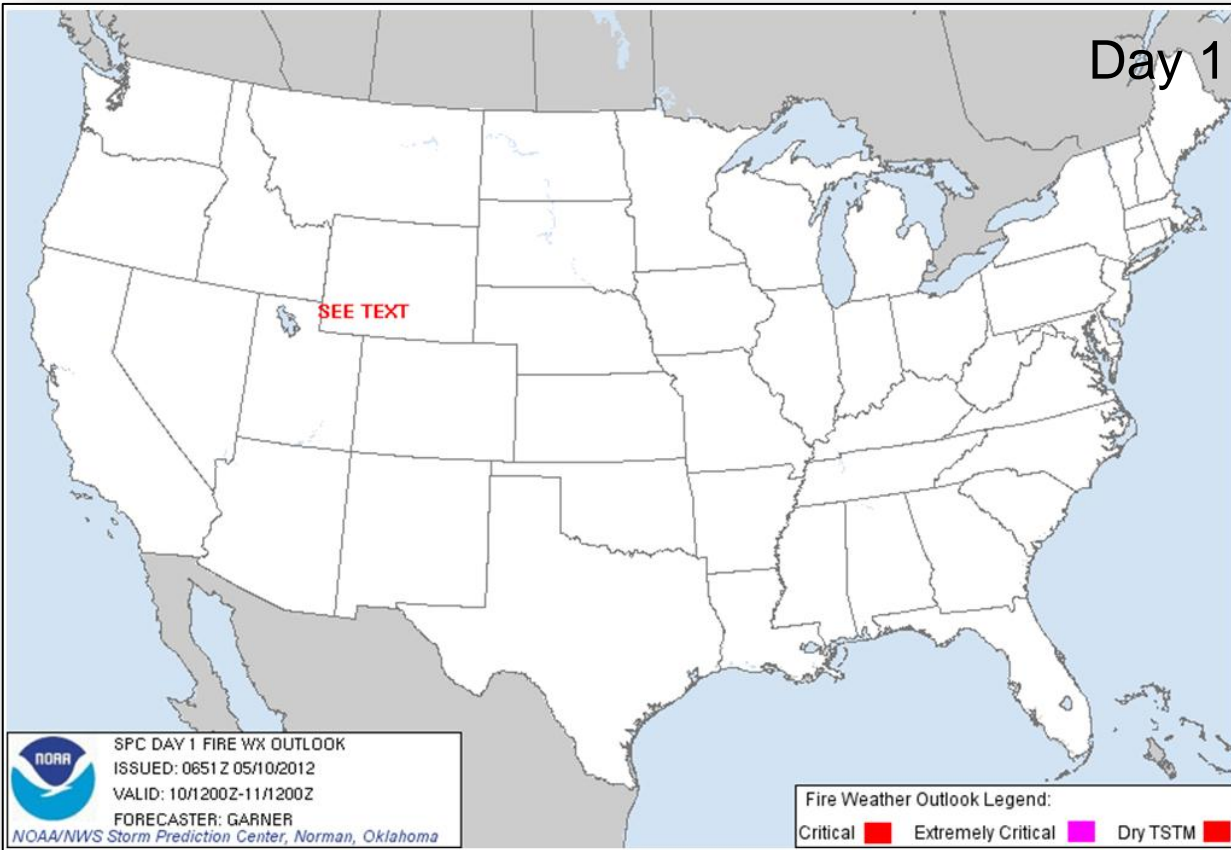 Day 1
SEE TEXT
NOAA
SPC DAY 1 FIRE WX OUTLOOK
ISSUED: 0651Z 05/10/2012
VALID: 10/1200Z-11/1200Z
FORECASTER: GARNER
NOAA/NWS Storm Prediction Center, Norman, Oklahoma
Fire Weather Outlook Legend:
Critical Extremely Critical Dry TSTM